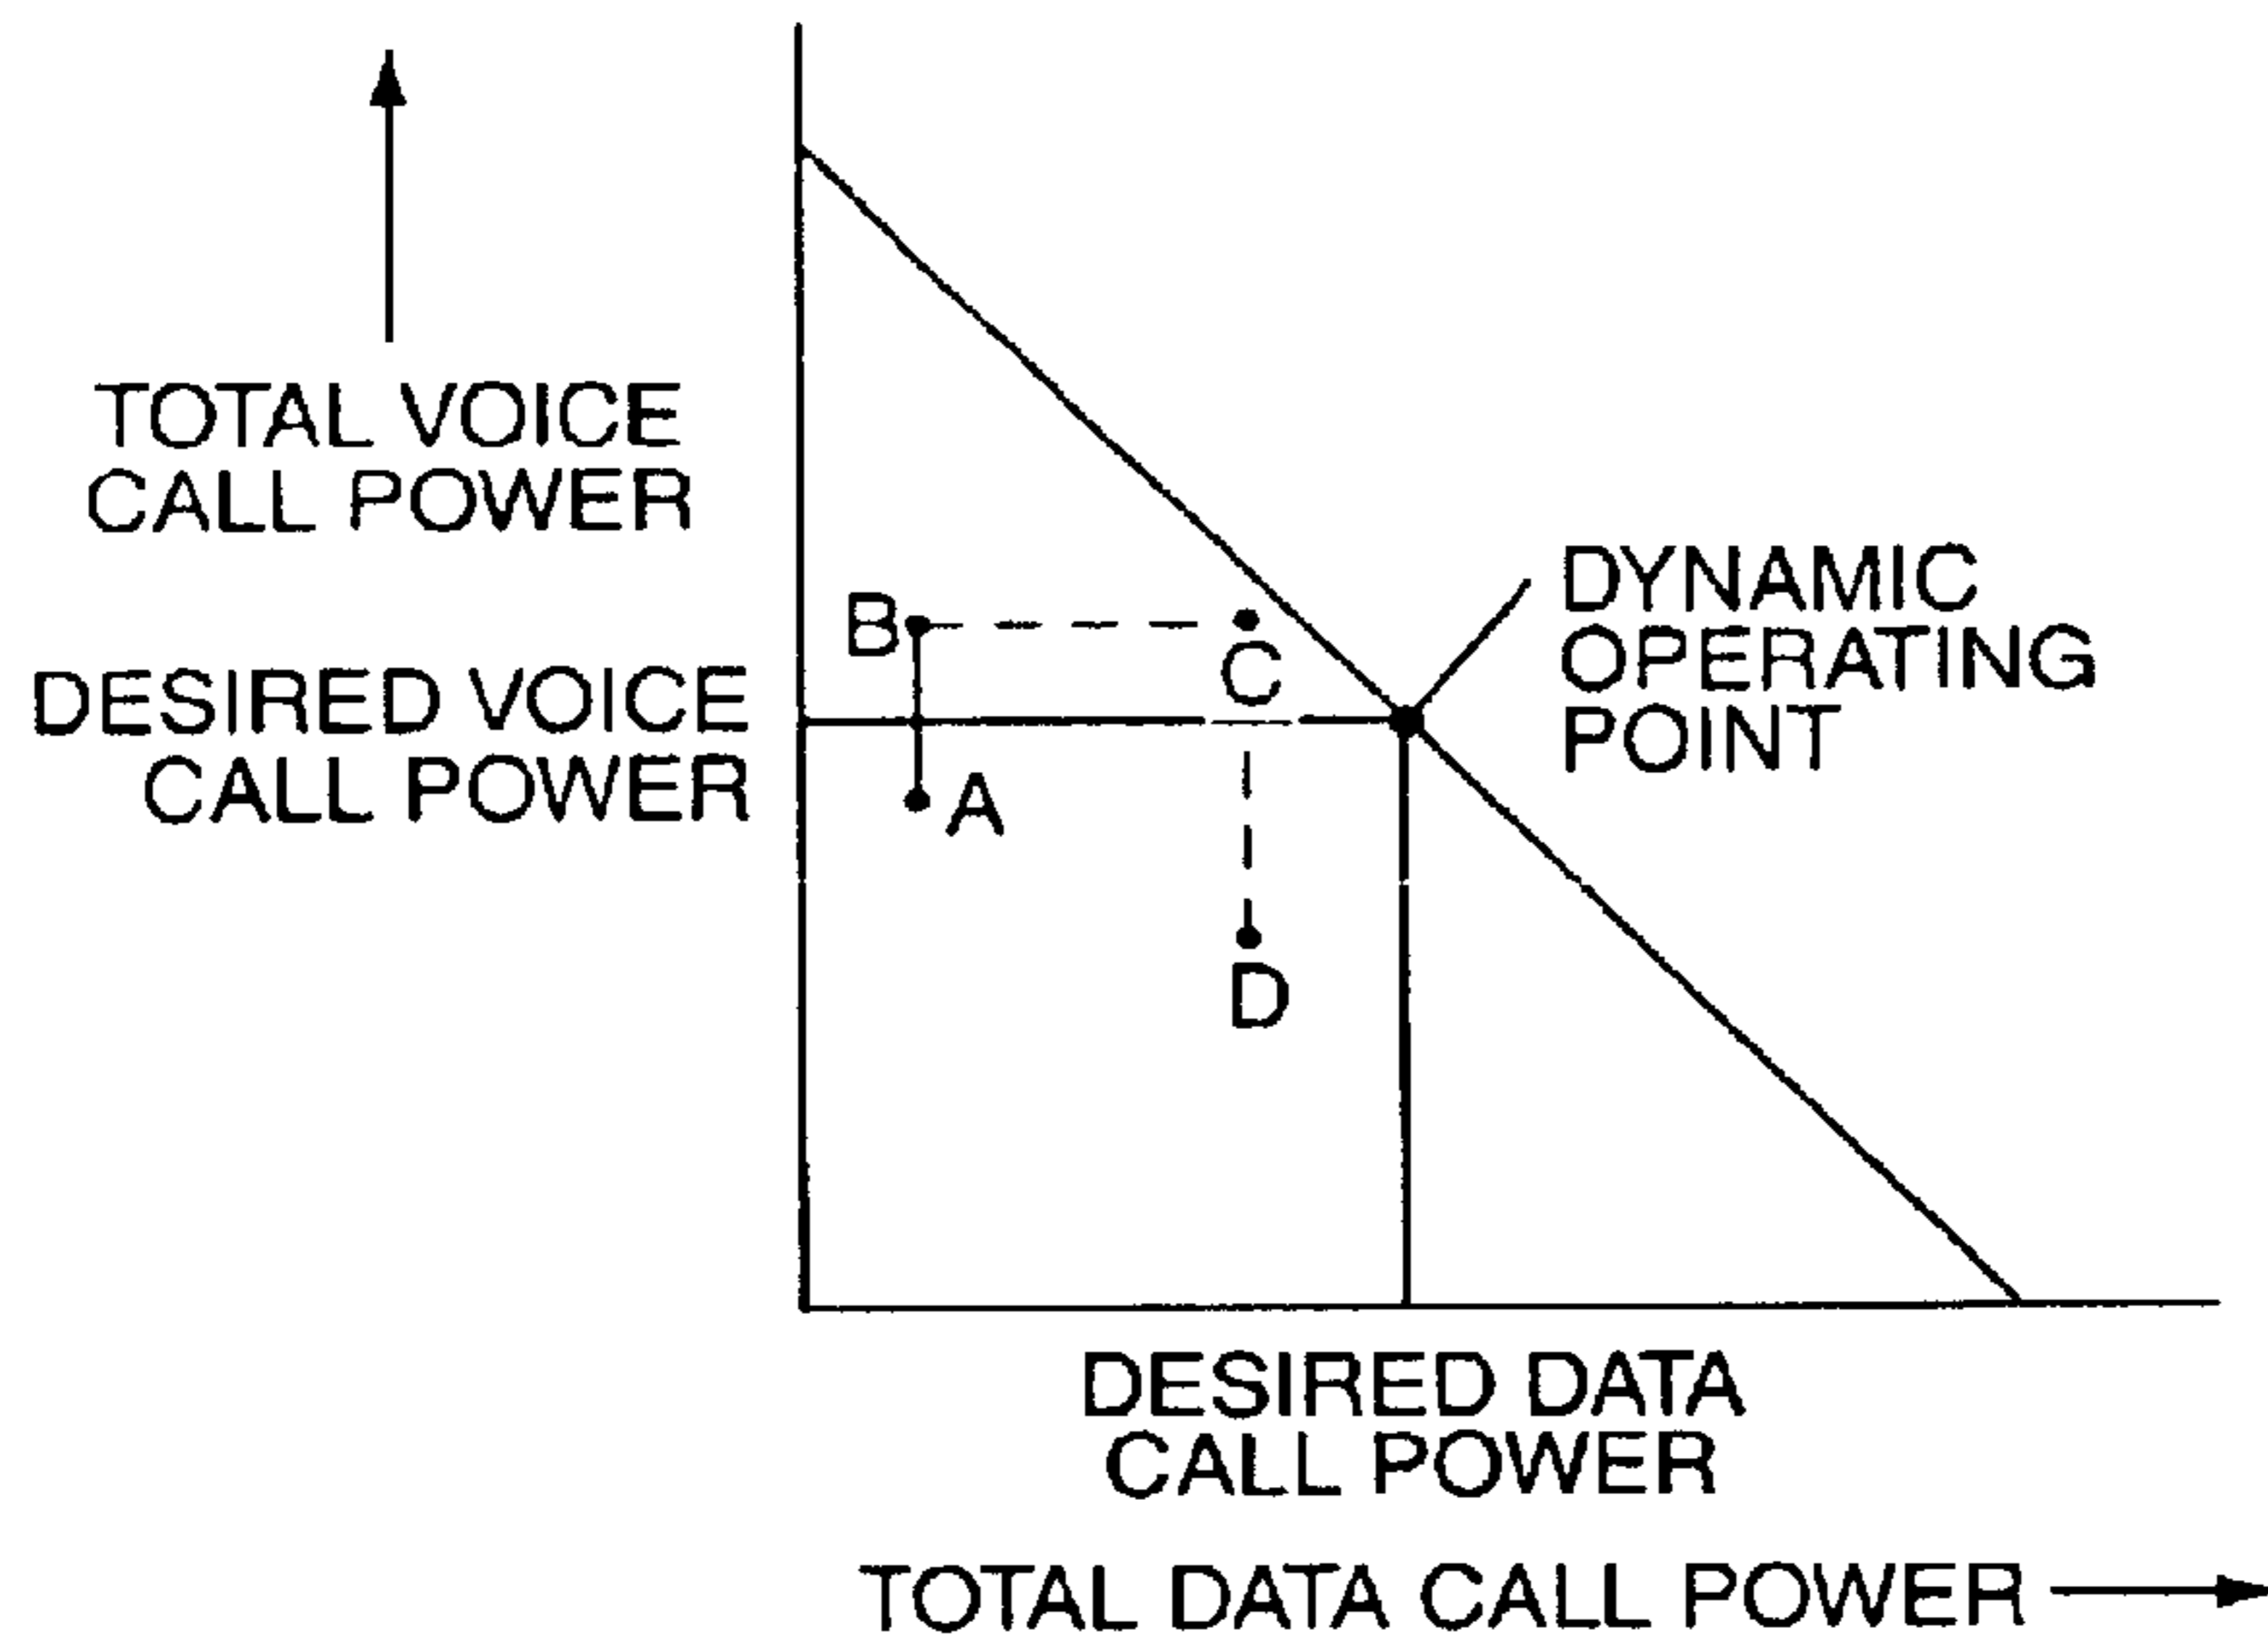 TOTAL VOICE
CALL POWER
DESIRED VOICE
CALL POWER
B
A
C
D
DYNAMIC
OPERATING
POINT
DESIRED DATA
CALL POWER
TOTAL DATA CALL POWER